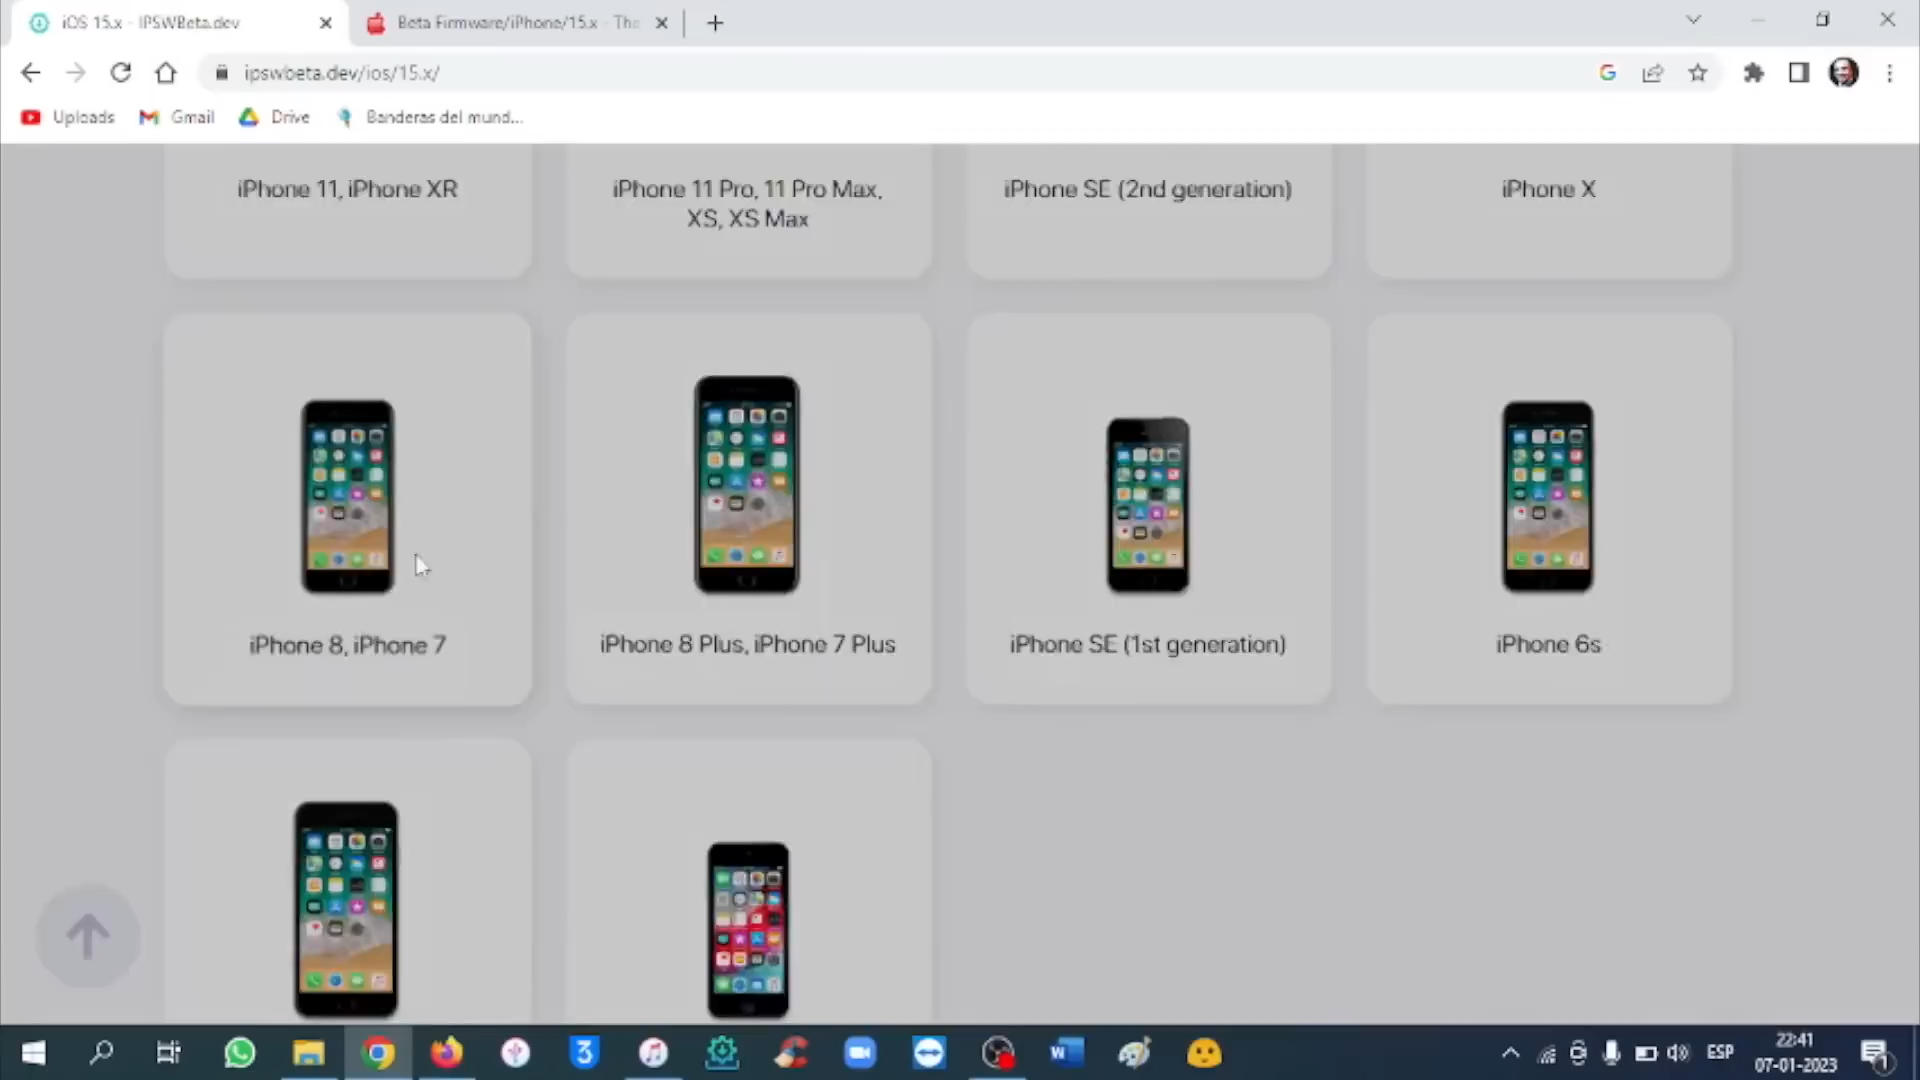 iOS 15.x - IPSWBeta.dev
Beta Firmware/iPhone/15.x - The
ipswbeta.dev/ios/15.x/
Uploads
Gmail
Drive
Banderas del mund...
iPhone 11, iPhone XR
iPhone 11 Pro, 11 Pro Max,
XS, XS Max
iPhone SE (2nd generation)
iPhone X
iPhone 8, iPhone 7
iPhone 8 Plus, iPhone 7 Plus
iPhone SE (1st generation)
iPhone 6s
3
W
ESP
22:41
07-01-2023
1